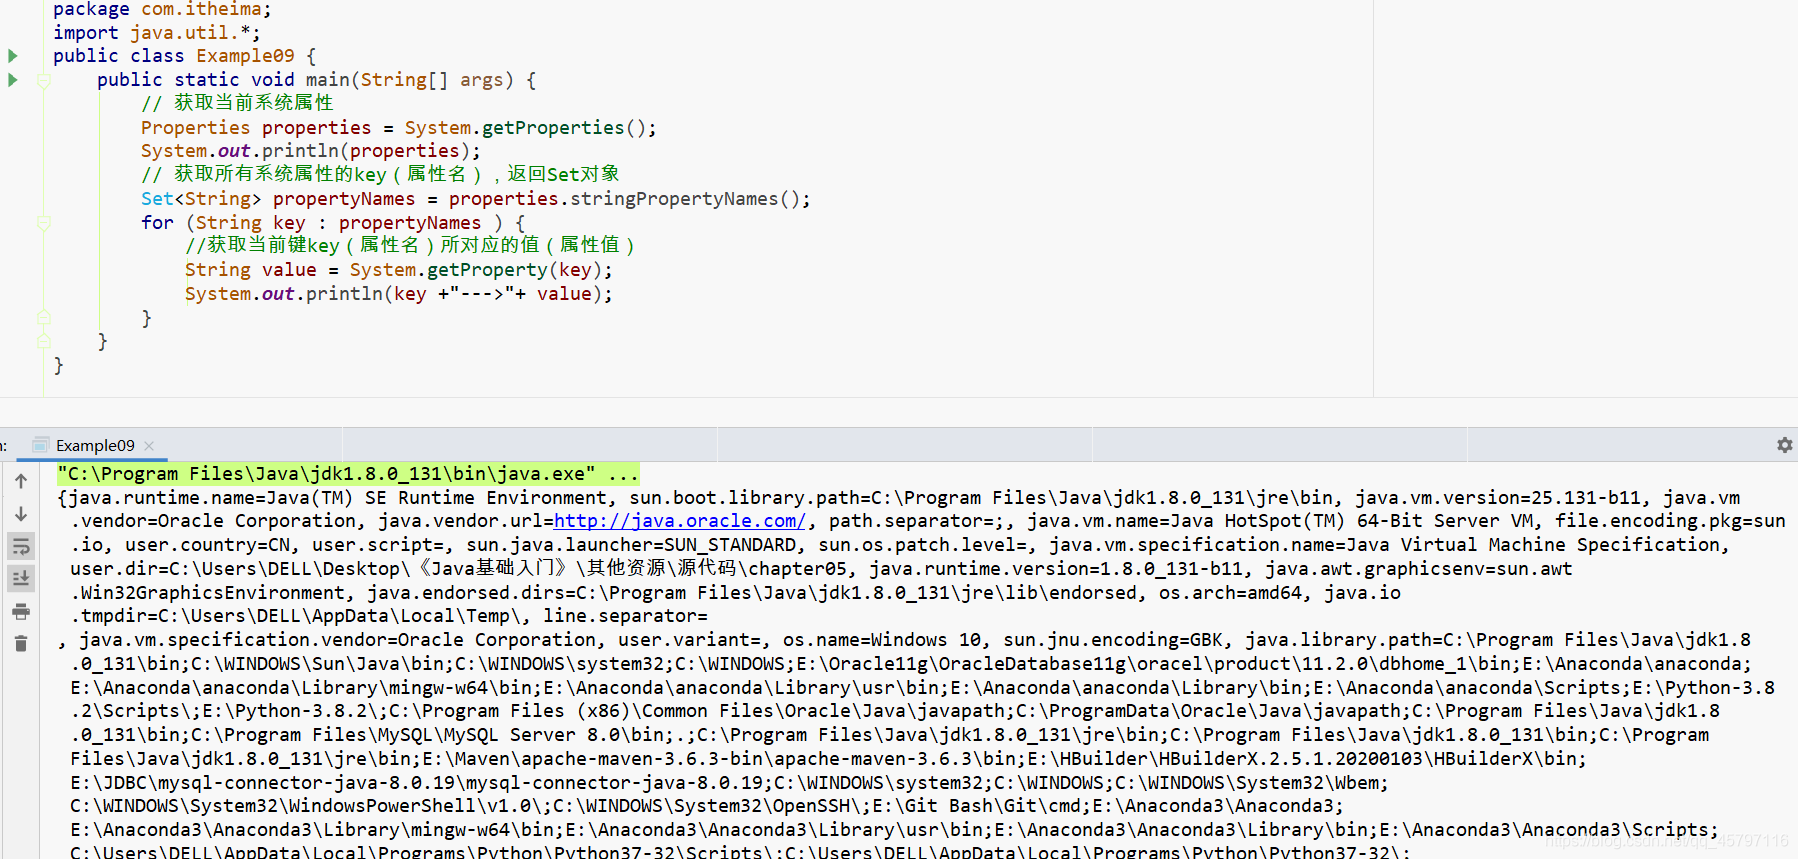 package com.itheima;
import java.util.*;
public class Example09 {
public static void main(String[] args) {
// 获取当前系统属性
Properties properties = System.getProperties();
System.out.println(properties);
// 获取所有系统属性的key（属性名），返回Set对象
Set<String> propertyNames = properties.stringPropertyNames();
for (String key : propertyNames ) {
//获取当前键key（属性名）所对应的值（属性值）
String value = System.getProperty(key);
System.out.println(key +"--->"+ value);
}
}
}
Example09
"C:\Program Files\Java\jdk1.8.0_131\bin\java.exe" ...
{java.runtime.name=Java(TM) SE Runtime Environment, sun.boot.library.path=C:\Program Files\Java\jdk1.8.0_131\jre\bin, java.vm.version=25.131-b11, java.vm
.vendor=Oracle Corporation, java.vendor.url=http://java.oracle.com/, path.separator=;, java.vm.name=Java HotSpot(TM) 64-Bit Server VM, file.encoding.pkg=sun
.io, user.country=CN, user.script=, sun.java.launcher=SUN_STANDARD, sun.os.patch.level=, java.vm.specification.name=Java Virtual Machine Specification,
user.dir=C:\Users\DELL\Desktop\《Java基础入门》\其他资源\源代码\chapter05, java.runtime.version=1.8.0_131-b11, java.awt.graphicsenv=sun.awt
.Win32GraphicsEnvironment, java.endorsed.dirs=C:\Program Files\Java\jdk1.8.0_131\jre\lib\endorsed, os.arch=amd64, java.io
.tmpdir=C:\Users\DELL\AppData\Local\Temp\, line.separator=
, java.vm.specification.vendor=Oracle Corporation, user.variant=, os.name=Windows 10, sun.jnu.encoding=GBK, java.library.path=C:\Program Files\Java\jdk1.8
.0_131\bin;C:\WINDOWS\Sun\Java\bin;C:\WINDOWS\system32;C:\WINDOWS;E:\Oracle11g\OracleDatabase11g\oracel\product\11.2.0\dbhome_1\bin;E:\Anaconda\anaconda;
E:\Anaconda\anaconda\Library\mingw-w64\bin;E:\Anaconda\anaconda\Library\usr\bin;E:\Anaconda\anaconda\Library\bin;E:\Anaconda\anaconda\Scripts;E:\Python-3.8
.2\Scripts\;E:\Python-3.8.2\;C:\Program Files (x86)\Common Files\Oracle\Java\javapath;C:\ProgramData\Oracle\Java\javapath;C:\Program Files\Java\jdk1.8
.0_131\bin;C:\Program Files\MySQL\MySQL Server 8.0\bin;.;C:\Program Files\Java\jdk1.8.0_131\jre\bin;C:\Program Files\Java\jdk1.8.0_131\bin;C:\Program
Files\Java\jdk1.8.0_131\jre\bin;E:\Maven\apache-maven-3.6.3-bin\apache-maven-3.6.3\bin;E:\HBuilder\HBuilderX.2.5.1.20200103\HBuilderX\bin;
E:\JDBC\mysql-connector-java-8.0.19\mysql-connector-java-8.0.19;C:\WINDOWS\system32;C:\WINDOWS;C:\WINDOWS\System32\Wbem;
C:\WINDOWS\System32\WindowsPowerShell\v1.0\;C:\WINDOWS\System32\OpenSSH\;E:\Git Bash\Git\cmd;E:\Anaconda3\Anaconda3;
E:\Anaconda3\Anaconda3\Library\mingw-w64\bin;E:\Anaconda3\Anaconda3\Library\usr\bin;E:\Anaconda3\Anaconda3\Library\bin;E:\Anaconda3\Anaconda3\Scripts;
C:\Users\DELL\AppData\Local\Programs\Python\Python37-32\Scripts\;C:\Users\DELL\AppData\Local\Programs\Python\Python37-32\;
https://blog.csdn.net/qq_45797116